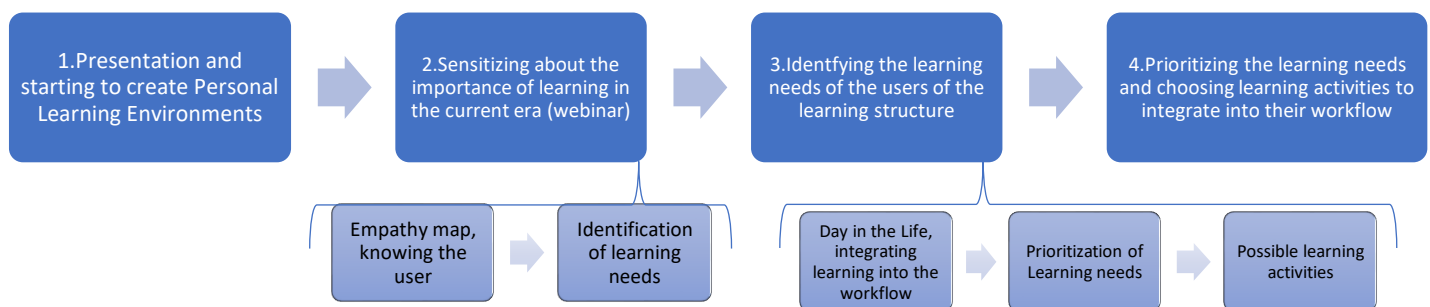 1.Presentation and
starting to create Personal
Learning Environments
2.Sensitizing about the
importance of learning in
the current era (webinar)
3.Identfying the learning
needs of the users of the
learning structure
4.Prioritizing the learning needs
and choosing learning activities to
integrate into their workflow
Empathy map,
knowing the
user
Identification
of learning
needs
Day in the Life,
integrating
learning into the
workflow
Prioritization of
Learning needs
Possible learning
activities